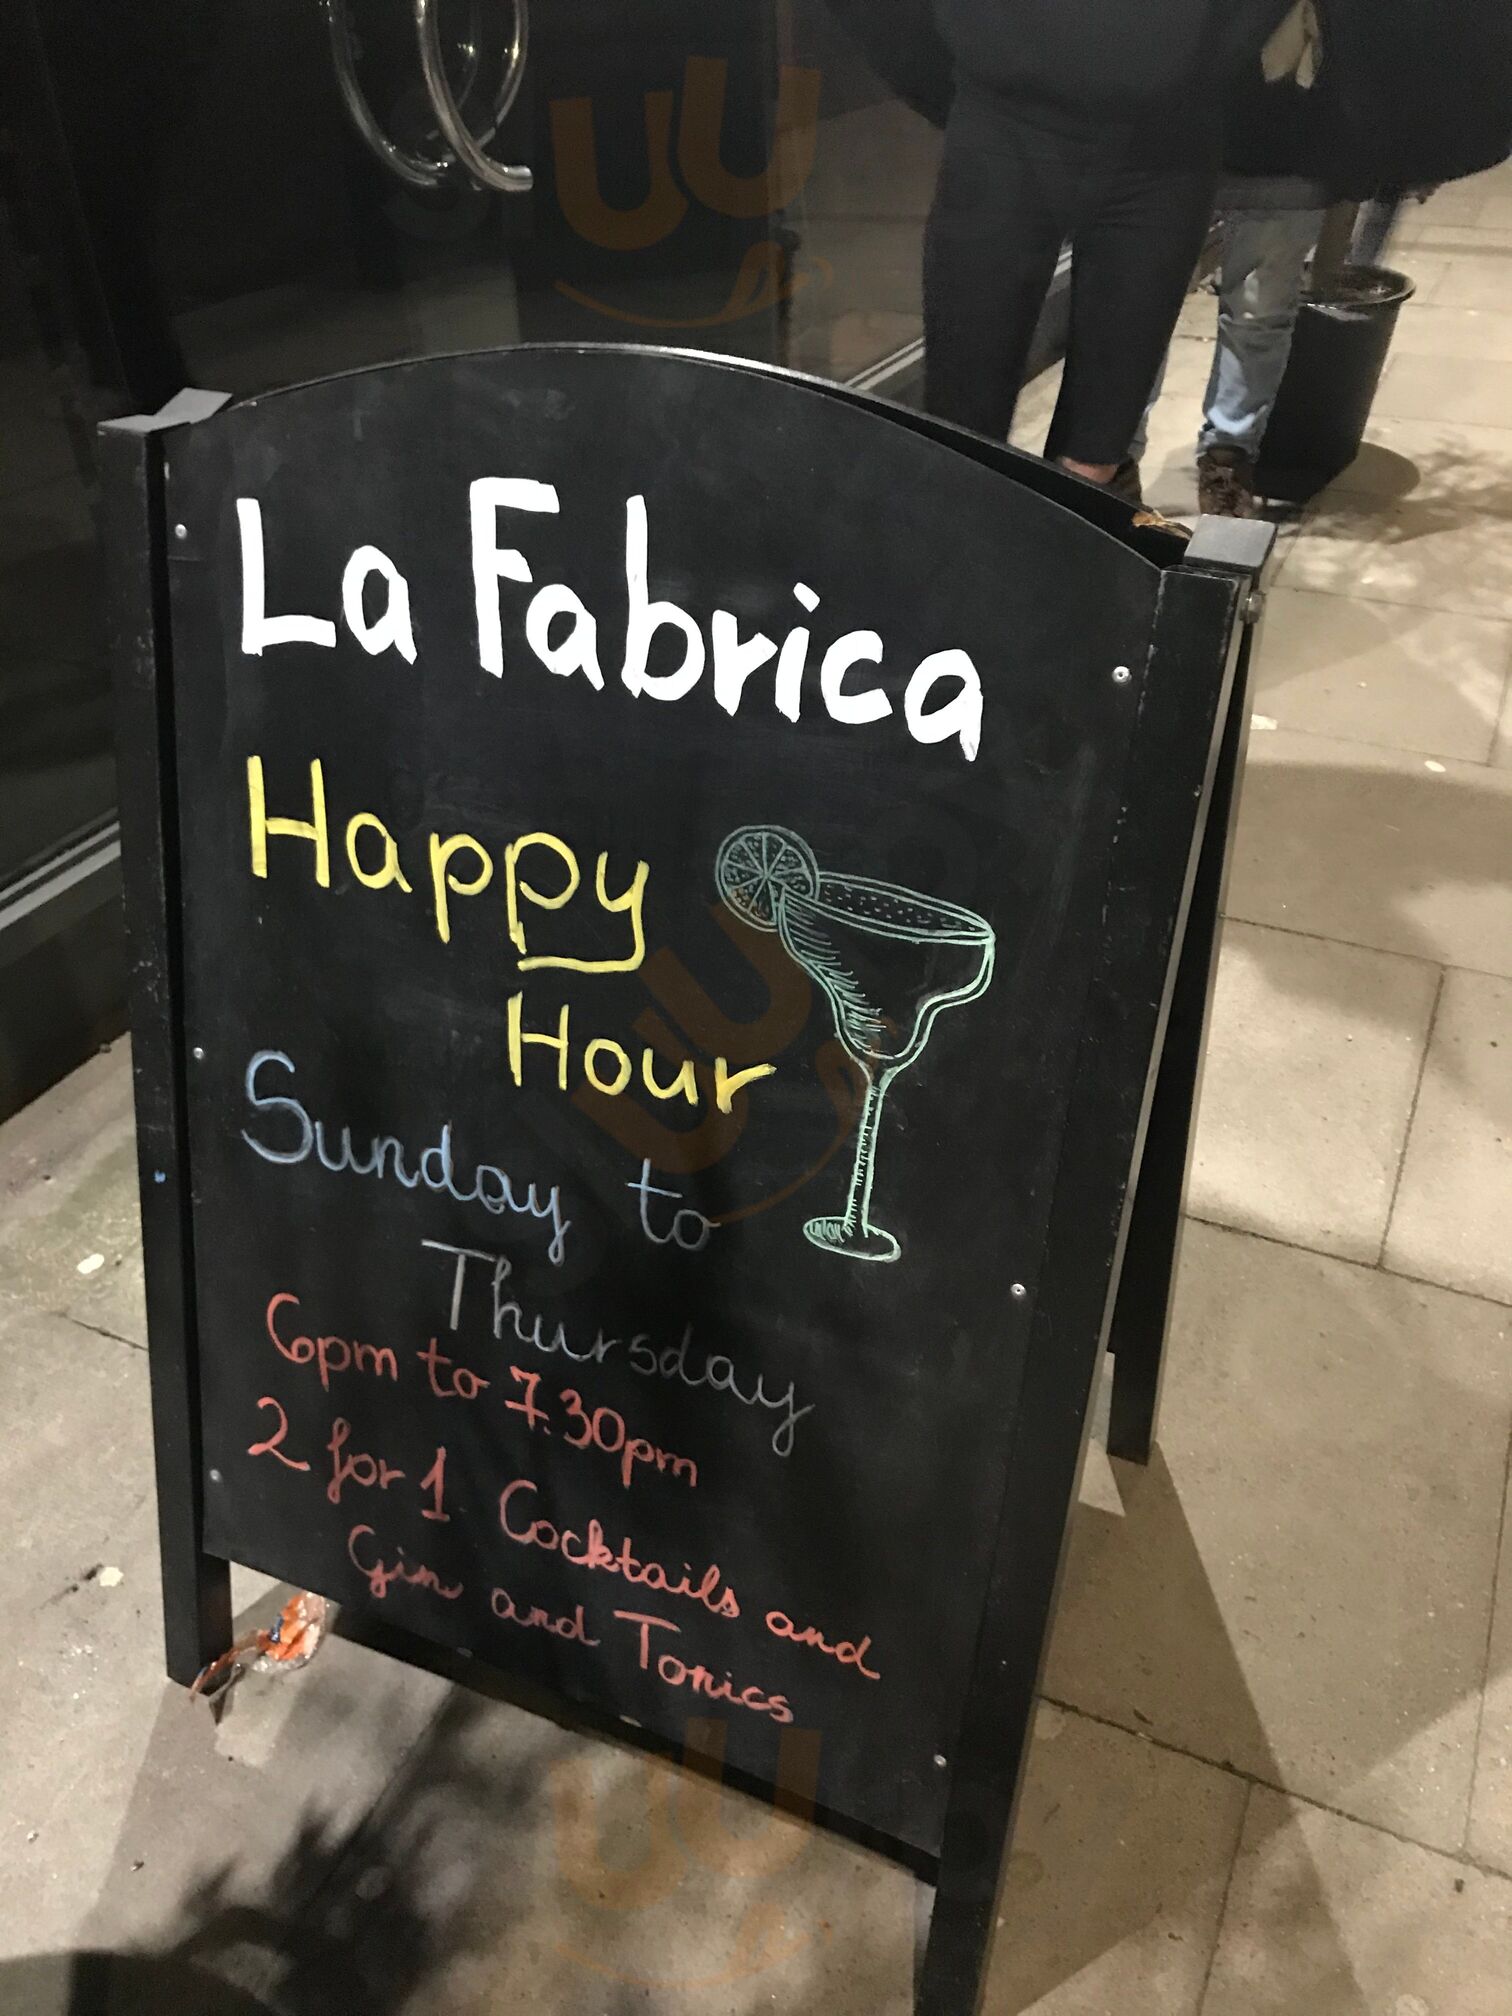 La Fabrica
Happy
Hour
Sunday to
Thursday
6pm to 7.30pm
2 for 1 Cocktails and
Gin and Tonics